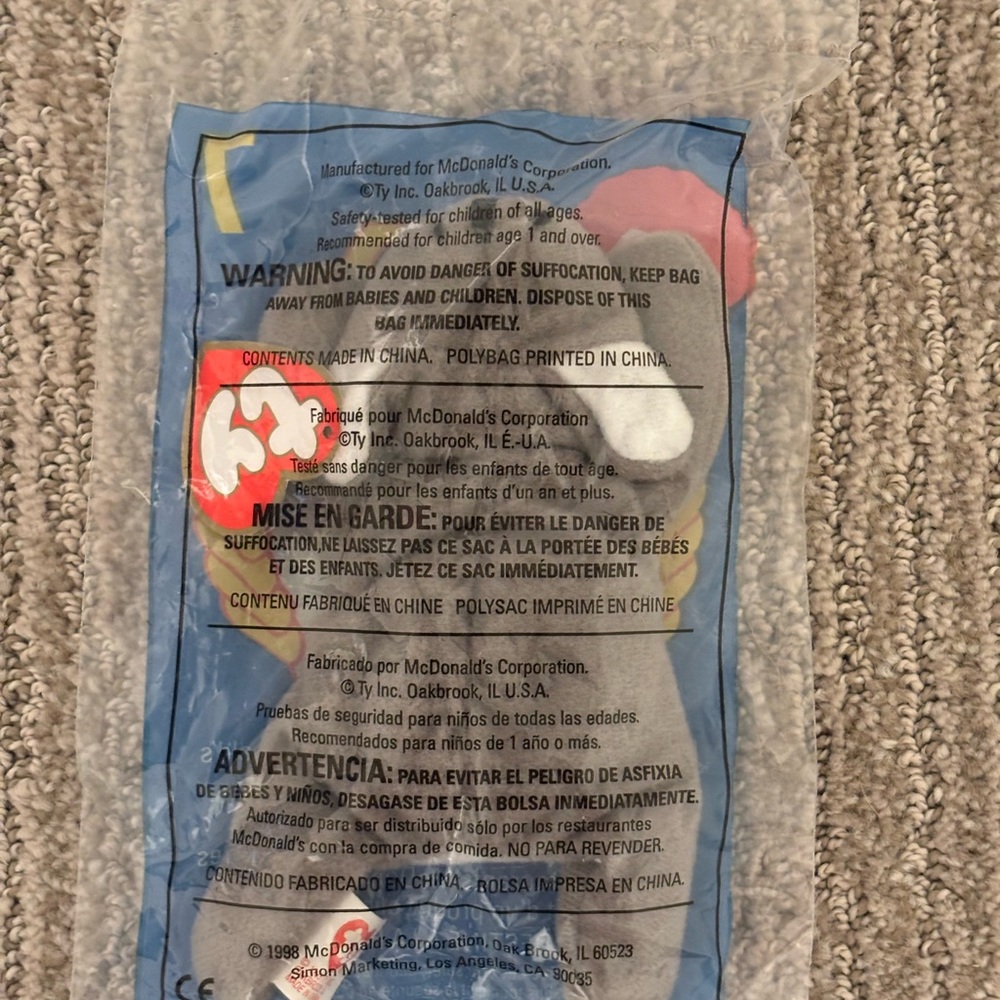 7
Manufactured for McDonald's Corporation.
©Ty Inc. Oakbrook, IL U.S.A.
Safety-tested for children of all ages.
Recommended for children age 1 and over.
WARNING: TO AVOID DANGER OF SUFFOCATION, KEEP BAG
AWAY FROM BABIES AND CHILDREN. DISPOSE OF THIS
BAG IMMEDIATELY.
CONTENTS MADE IN CHINA. POLYBAG PRINTED IN CHINA.
ty
Fabriqué pour McDonald's Corporation
©Ty Inc. Oakbrook, IL É.-U.A.
Testé sans danger pour les enfants de tout âge.
Recommandé pour les enfants d'un an et plus.
MISE EN GARDE: POUR ÉVITER LE DANGER DE
SUFFOCATION,NE LAISSEZ PAS CE SAC À LA PORTÉE DES BÉBÉS
ET DES ENFANTS. JETEZ CE SAC IMMÉDIATEMENT.
CONTENU FABRIQUÉ EN CHINE POLYSAC IMPRIMÉ EN CHINE
Fabricado por McDonald's Corporation.
© Ty Inc. Oakbrook, IL U.S.A.
Pruebas de seguridad para niños de todas las edades.
Recomendados para niños de 1 año o más.
ADVERTENCIA: PARA EVITAR EL PELIGRO DE ASFIXIA
DE BEBES Y NIÑOS, DESAGASE DE ESTA BOLSA INMEDIATAMENTE.
Autorizado para ser distribuido sólo por los restaurantes
McDonald's con la compra de comida. NO PARA REVENDER.
CONTENIDO FABRICADO EN CHINA. BOLSA IMPRESA EN CHINA.
© 1998 McDonald's Corporation, Oak Brook, IL 60523
Simon Marketing, Los Angeles, CA 90035
CE